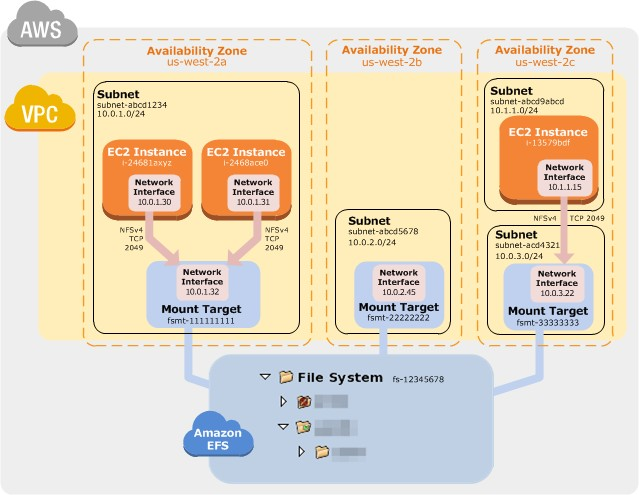 AWS
Availability Zone
us-west-2a
Availability Zone
us-west-2b
Availability Zone
us-west-2c
VPC
Subnet
subnet-abcd1234
10.0.1.0/24
EC2 Instance
i-24681axyz
Network
Interface
10.0.1.30
EC2 Instance
i-2468ace0
Network
Interface
10.0.1.31
NFSv4
TCP
2049
NFSv4
TCP
2049
Network
Interface
10.0.1.32
Mount Target
fsmt-111111111
Subnet
subnet-abcd5678
10.0.2.0/24
Network
Interface
10.0.2.45
Mount Target
fsmt-22222222
Subnet
subnet-abcd9abcd
10.1.1.0/24
EC2 Instance
i-13579bdf
Network
Interface
10.1.1.15
NFSv4 TCP 2049
Subnet
subnet-acd4321
10.0.3.0/24
Network
Interface
10.0.3.22
Mount Target
fsmt-33333333
File System fs-12345678
Amazon
EFS